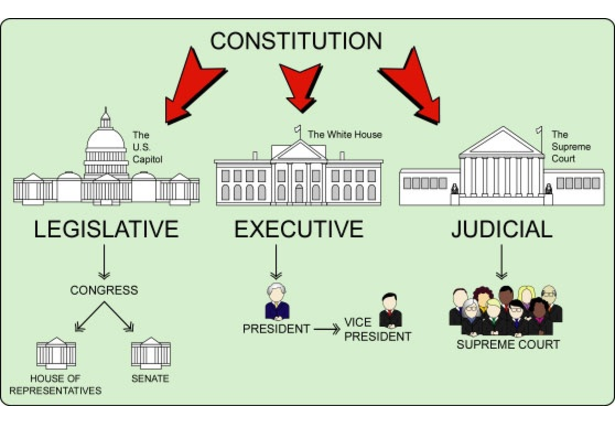 CONSTITUTION
The
U.S.
Capitol
The White House
The
Supreme
Court
LEGISLATIVE
EXECUTIVE
JUDICIAL
CONGRESS
HOUSE OF
REPRESENTATIVES
SENATE
PRESIDENT
VICE
PRESIDENT
SUPREME COURT